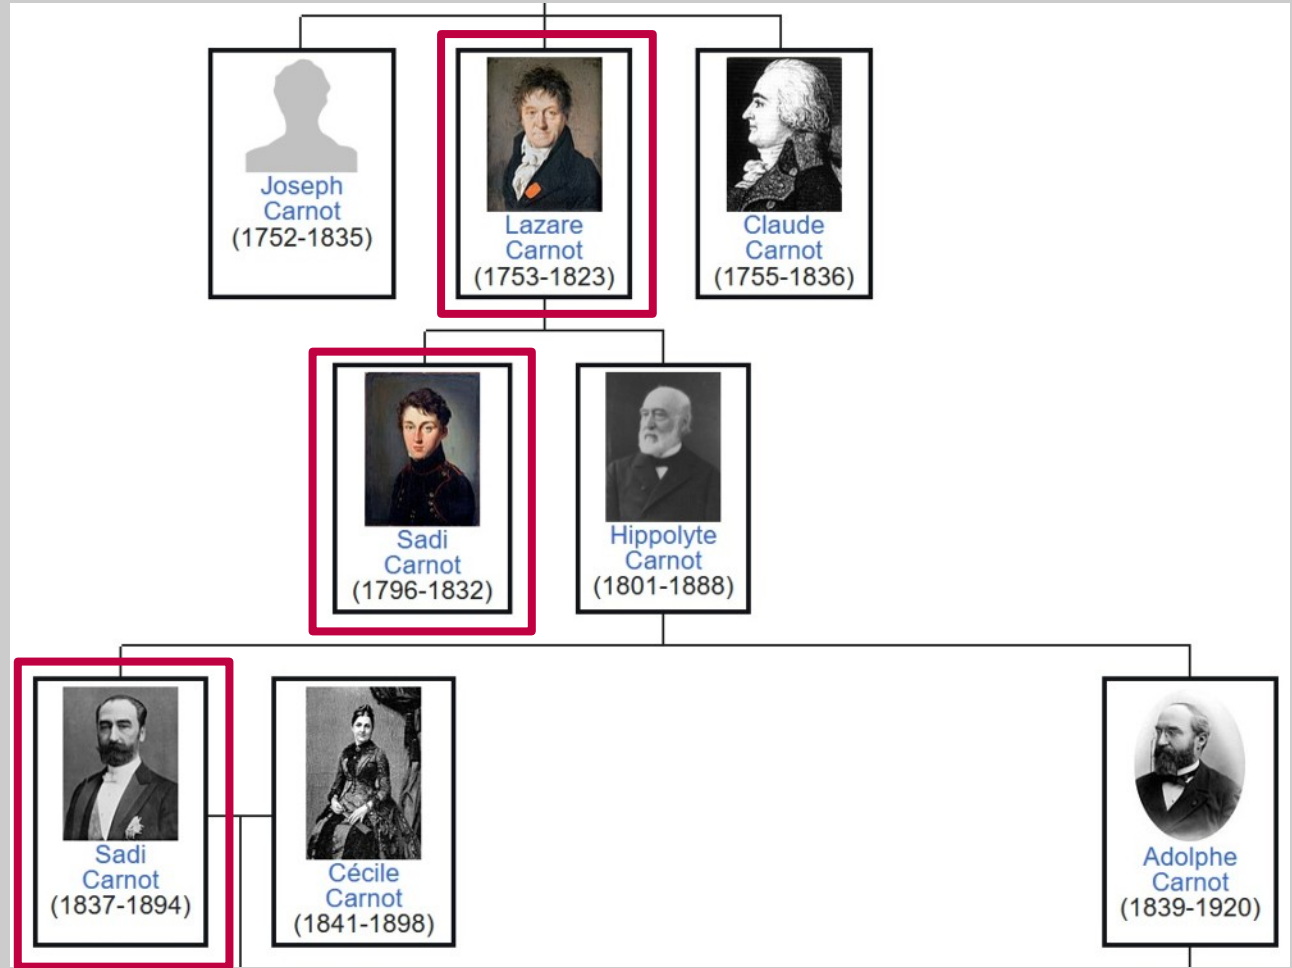 Joseph
Carnot
(1752-1835)
Lazare
Carnot
(1753-1823)
Claude
Carnot
(1755-1836)
Sadi
Carnot
(1796-1832)
Hippolyte
Carnot
(1801-1888)
Sadi
Carnot
(1837-1894)
Cécile
Carnot
(1841-1898)
Adolphe
Carnot
(1839-1920)